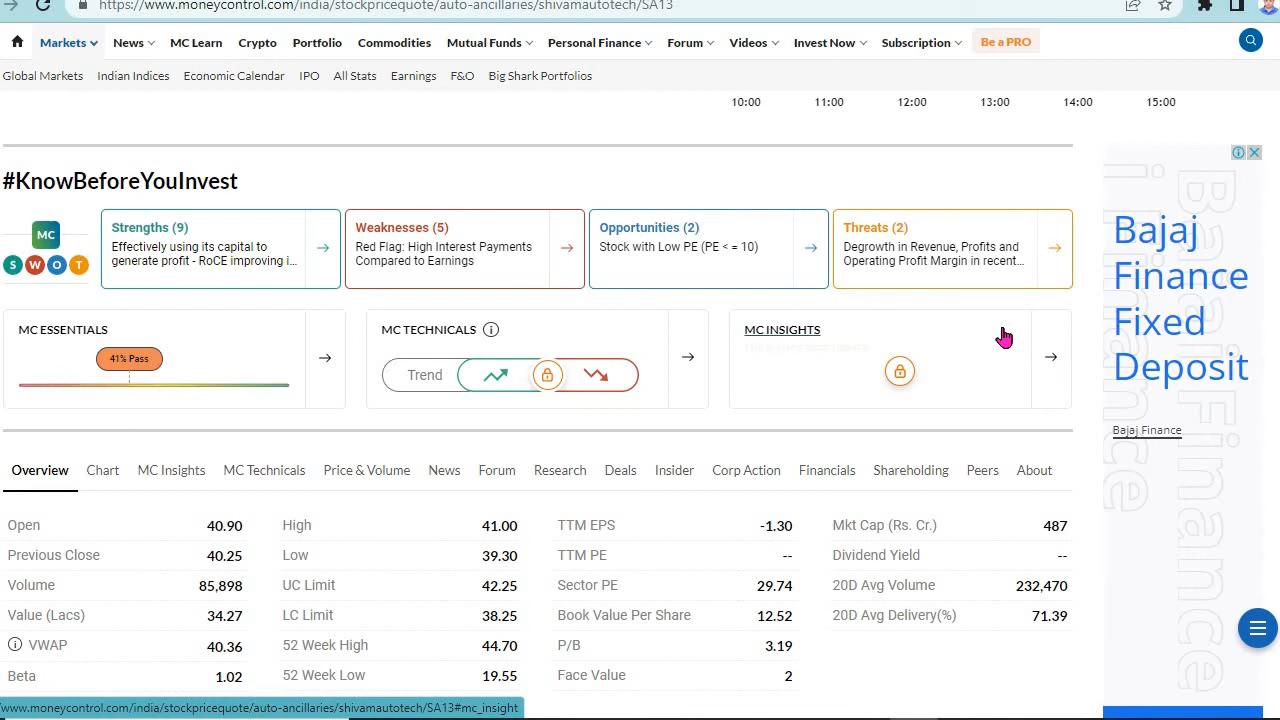 https://www.moneycontrol.com/india/stockpricequote/auto-ancillaries/shivamautotech/SA13
Markets News MC Learn Crypto Portfolio Commodities Mutual Funds Personal Finance Forum Videos Invest Now Subscription Be a PRO
Global Markets Indian Indices Economic Calendar IPO All Stats Earnings F&O Big Shark Portfolios
10:00 11:00 12:00 13:00 14:00 15:00
#KnowBeforeYouInvest
MC
S W O T
Strengths (9)
Effectively using its capital to
generate profit - RoCE improving i...
Weaknesses (5)
Red Flag: High Interest Payments
Compared to Earnings
Opportunities (2)
Stock with Low PE (PE < = 10)
Threats (2)
Degrowth in Revenue, Profits and
Operating Profit Margin in recent...
MC ESSENTIALS
41% Pass
MC TECHNICALS
Trend
MC INSIGHTS
Bajaj
Finance
Fixed
Deposit
Bajaj Finance
Bajaj Finance
Overview Chart MC Insights MC Technicals Price & Volume News Forum Research Deals Insider Corp Action Financials Shareholding Peers About
Open 40.90 High 41.00 TTM EPS -1.30 Mkt Cap (Rs. Cr.) 487
Previous Close 40.25 Low 39.30 TTM PE -- Dividend Yield --
Volume 85,898 UC Limit 42.25 Sector PE 29.74 20D Avg Volume 232,470
Value (Lacs) 34.27 LC Limit 38.25 Book Value Per Share 12.52 20D Avg Delivery(%) 71.39
VWAP 40.36 52 Week High 44.70 P/B 3.19
Beta 1.02 52 Week Low 19.55 Face Value 2
/www.moneycontrol.com/india/stockpricequote/auto-ancillaries/shivamautotech/SA13#mc_insight